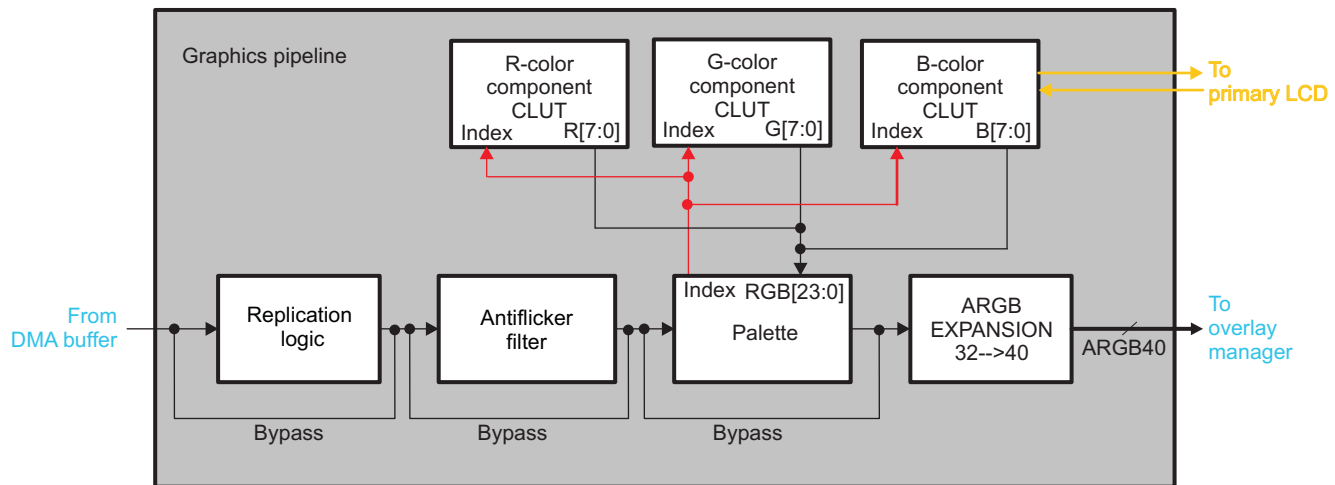 Graphics pipeline
R-color
component
CLUT
Index R[7:0]
G-color
component
CLUT
Index G[7:0]
B-color
component
CLUT
Index B[7:0]
To
primary LCD
From
DMA buffer
Replication
logic
Antiflicker
filter
Index RGB[23:0]
Palette
ARGB
EXPANSION
32-->40
ARGB40
To
overlay
manager
Bypass
Bypass
Bypass